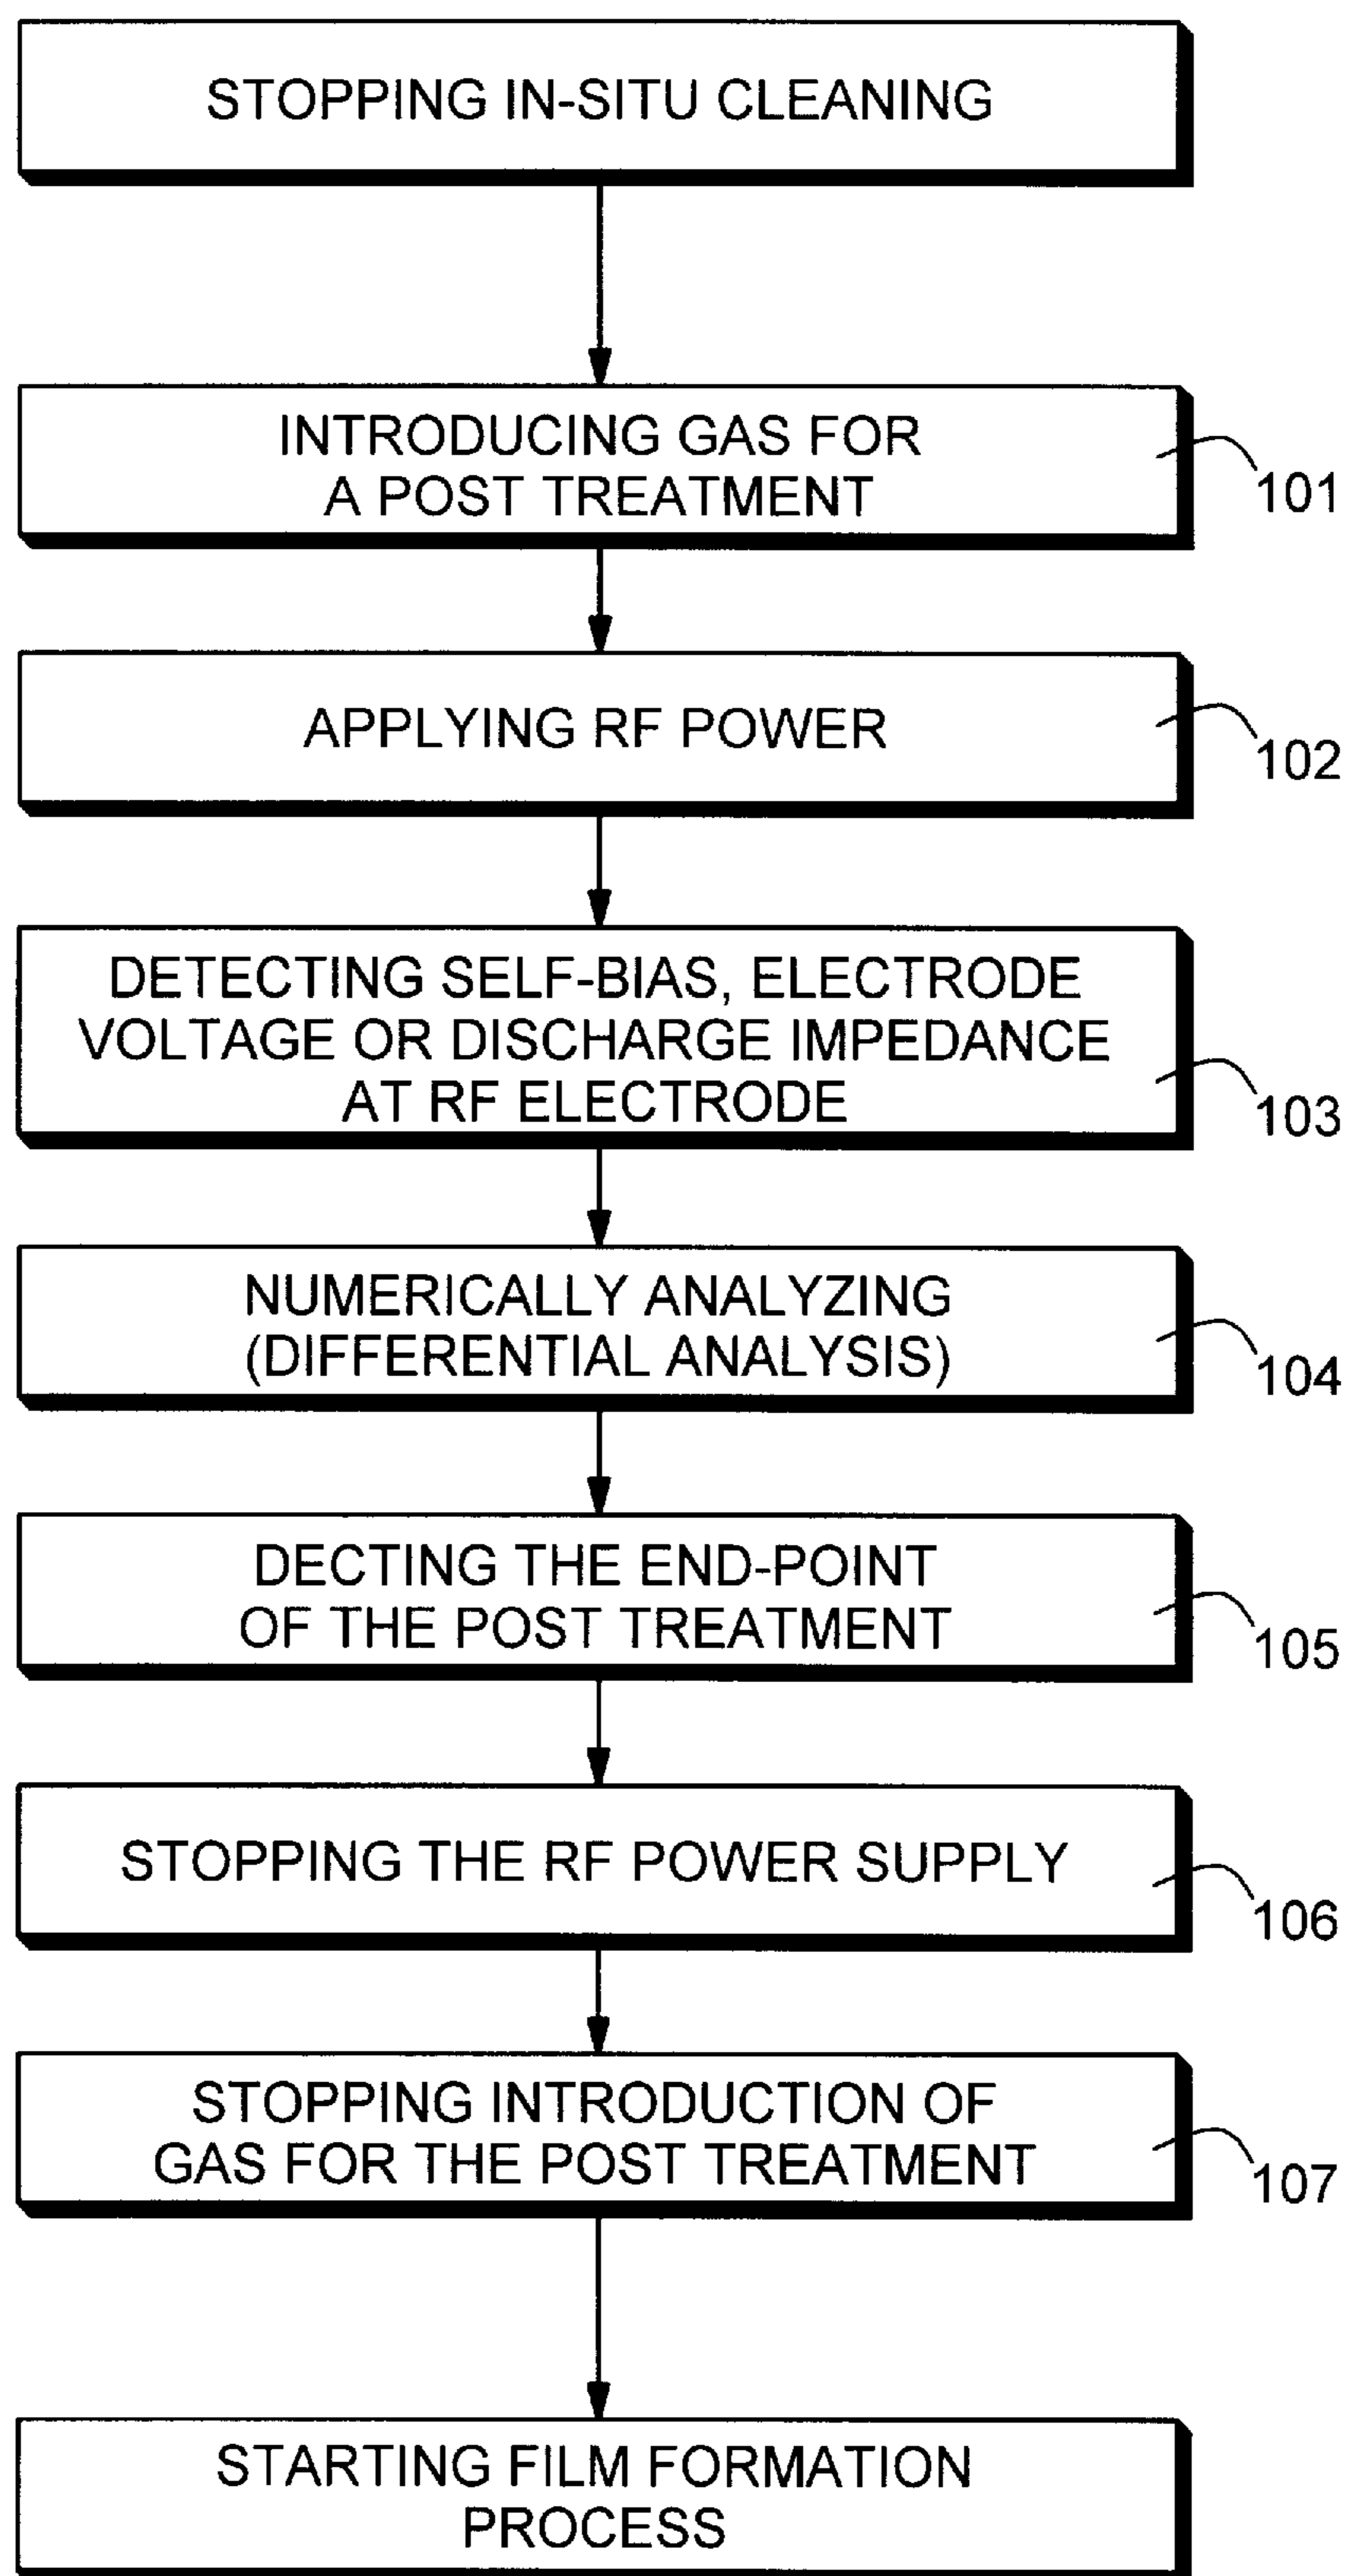 STOPPING IN-SITU CLEANING
INTRODUCING GAS FOR
A POST TREATMENT
101
APPLYING RF POWER
102
DETECTING SELF-BIAS, ELECTRODE
VOLTAGE OR DISCHARGE IMPEDANCE
AT RF ELECTRODE
103
NUMERICALLY ANALYZING
(DIFFERENTIAL ANALYSIS)
104
DECTING THE END-POINT
OF THE POST TREATMENT
105
STOPPING THE RF POWER SUPPLY
106
STOPPING INTRODUCTION OF
GAS FOR THE POST TREATMENT
107
STARTING FILM FORMATION
PROCESS